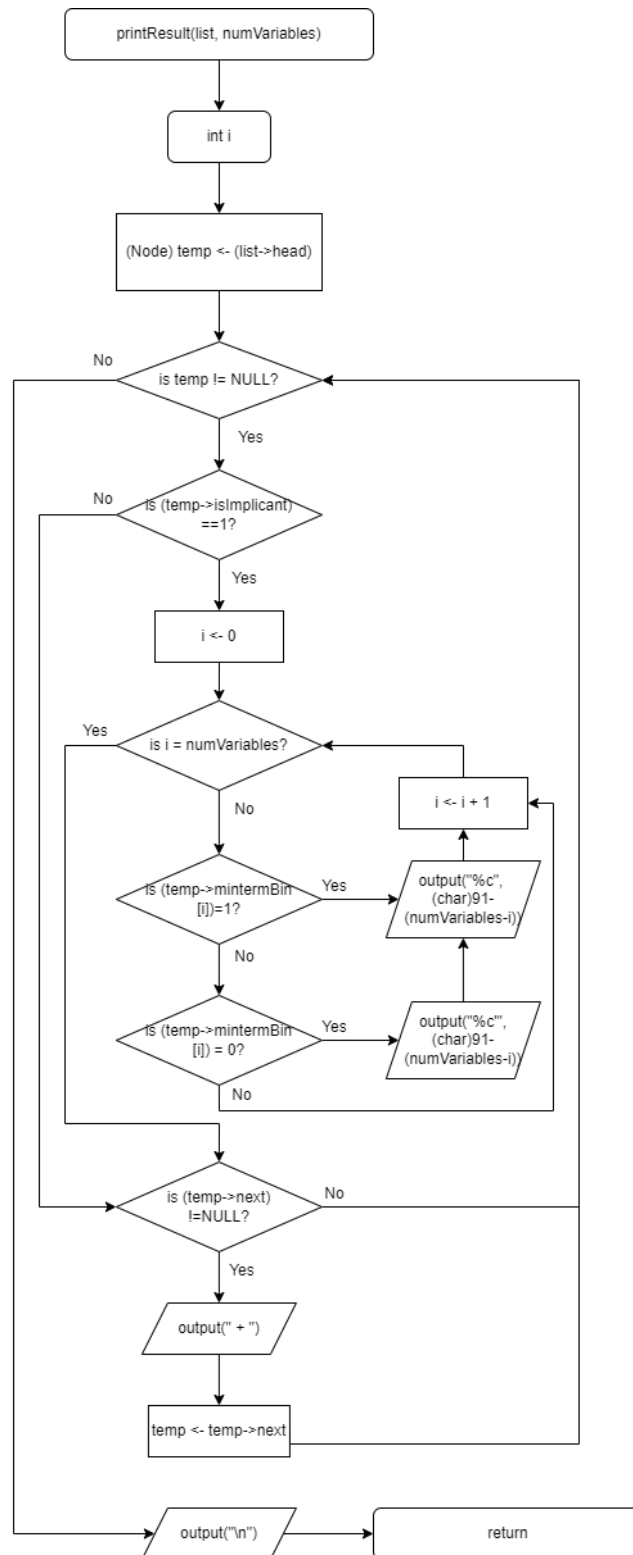 printResult(list, numVariables)
int i
(Node) temp <- (list->head)
No
is temp != NULL?
Yes
No
is (temp->isImplicant)
==1?
Yes
i <- 0
Yes
is i = numVariables?
No
i <- i + 1
is (temp->mintermBin
[i])=1?
Yes
output("%c",
(char)91-
(numVariables-i))
No
is (temp->mintermBin
[i]) = 0?
Yes
output("%c'",
(char)91-
(numVariables-i))
No
is (temp->next)
!=NULL?
No
Yes
output(" + ")
temp <- temp->next
output("\n")
return